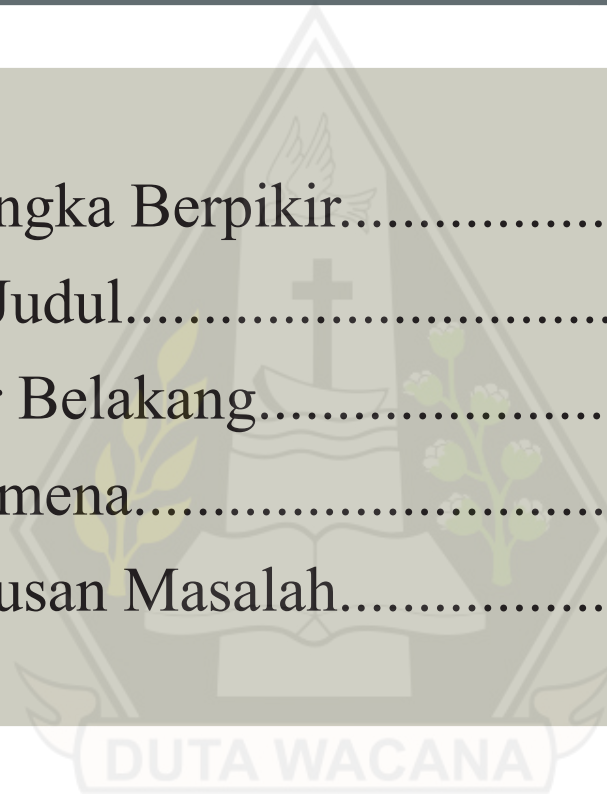 ngka Berpikir..................
Judul..............................
Belakang......................
mena.............................
usan Masalah.................
DUTA WACANA